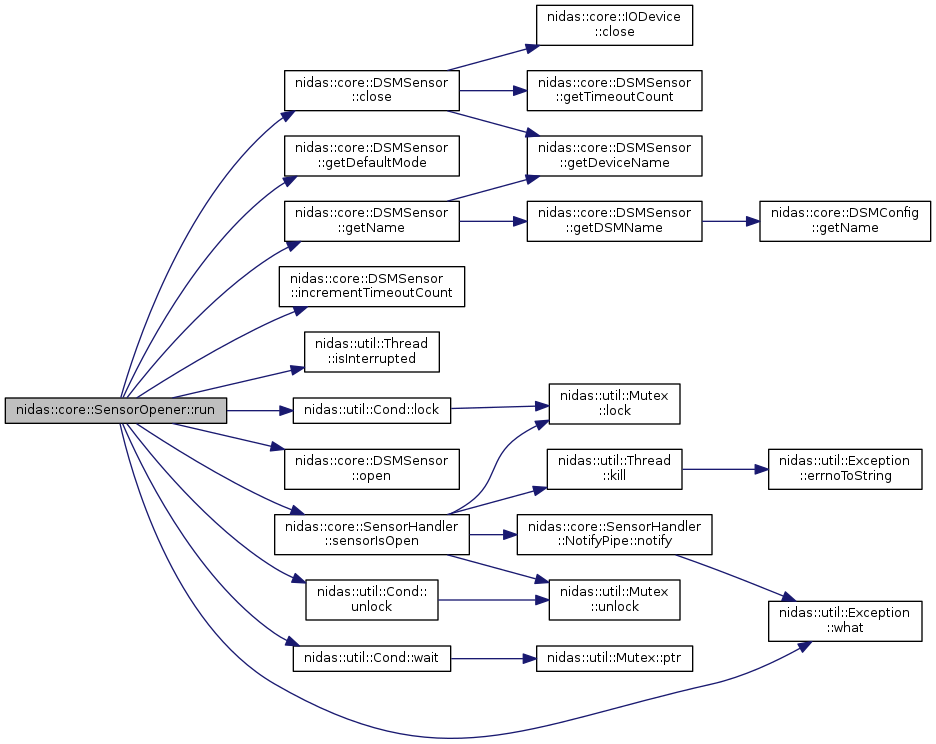 nidas::core::IODevice
::close
nidas::core::DSMSensor
::close
nidas::core::DSMSensor
::getTimeoutCount
nidas::core::DSMSensor
::getDefaultMode
nidas::core::DSMSensor
::getDeviceName
nidas::core::DSMSensor
::getName
nidas::core::DSMSensor
::getDSMName
nidas::core::DSMConfig
::getName
nidas::core::DSMSensor
::incrementTimeoutCount
nidas::util::Thread
::isInterrupted
nidas::core::SensorOpener::run
nidas::util::Cond::lock
nidas::util::Mutex
::lock
nidas::core::DSMSensor
::open
nidas::util::Thread
::kill
nidas::util::Exception
::errnoToString
nidas::core::SensorHandler
::sensorIsOpen
nidas::core::SensorHandler
::NotifyPipe::notify
nidas::util::Cond::
unlock
nidas::util::Mutex
::unlock
nidas::util::Exception
::what
nidas::util::Cond::wait
nidas::util::Mutex::ptr